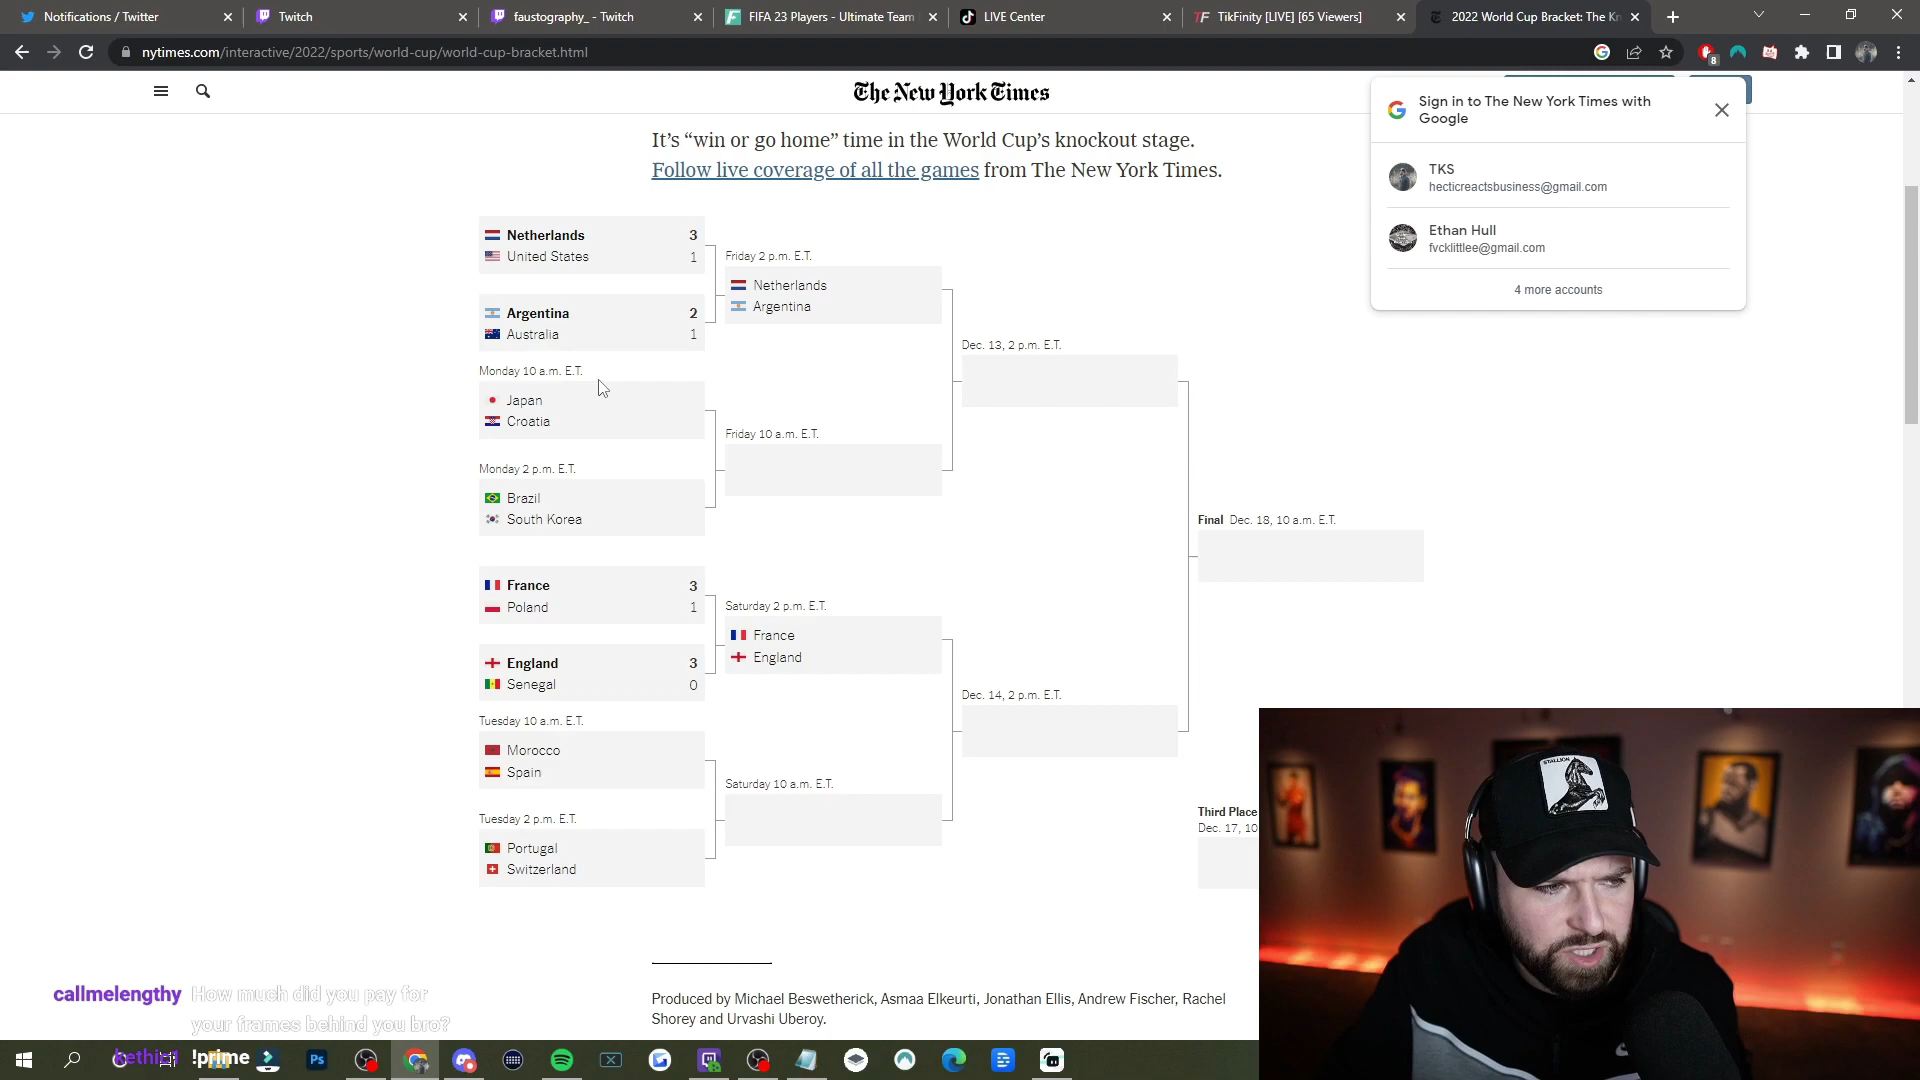 Notifications / Twitter
Twitch
faustography_ - Twitch
FIFA 23 Players - Ultimate Team
LIVE Center
TikFinity [LIVE] [65 Viewers]
2022 World Cup Bracket: The Kn
nytimes.com/interactive/2022/sports/world-cup/world-cup-bracket.html
8
The New York Times
Sign in to The New York Times with
Google
TKS
hecticreactsbusiness@gmail.com
Ethan Hull
fvcklittlee@gmail.com
4 more accounts
It's “win or go home” time in the World Cup's knockout stage.
Follow live coverage of all the games from The New York Times.
Netherlands 3
United States 1
Argentina 2
Australia 1
Monday 10 a.m. E.T.
Japan
Croatia
Monday 2 p.m. E.T.
Brazil
South Korea
France 3
Poland 1
England 3
Senegal 0
Tuesday 10 a.m. E.T.
Morocco
Spain
Tuesday 2 p.m. E.T.
Portugal
Switzerland
Friday 2 p.m. E.T.
Netherlands
Argentina
Friday 10 a.m. E.T.
Saturday 2 p.m. E.T.
France
England
Saturday 10 a.m. E.T.
Dec. 13, 2 p.m. E.T.
Dec. 14, 2 p.m. E.T.
Final Dec. 18, 10 a.m. E.T.
Third Place
Dec. 17, 10
STALLION
Produced by Michael Beswetherick, Asmaa Elkeurti, Jonathan Ellis, Andrew Fischer, Rachel
Shorey and Urvashi Uberoy.
callmelengthy How much did you pay for
your frames behind you bro?
!prime
Ps